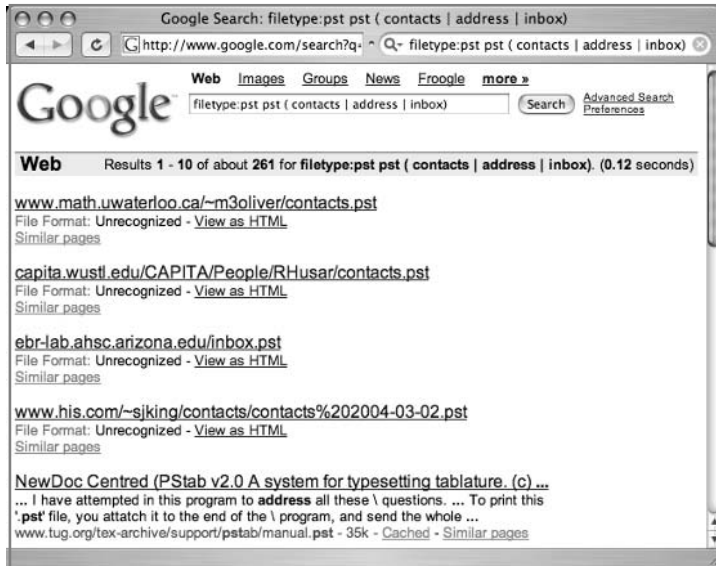 Google Search: filetype:pst pst ( contacts | address | inbox)
http://www.google.com/search?q= filetype:pst pst ( contacts | address | inbox)
Google
Web Images Groups News Froogle more »
filetype:pst pst ( contacts | address | inbox) Search Advanced Search
Preferences
Web Results 1 - 10 of about 261 for filetype:pst pst ( contacts | address | inbox). (0.12 seconds)
www.math.uwaterloo.ca/~m3oliver/contacts.pst
File Format: Unrecognized - View as HTML
Similar pages
capita.wustl.edu/CAPITA/People/RHusar/contacts.pst
File Format: Unrecognized - View as HTML
Similar pages
ebr-lab.ahsc.arizona.edu/inbox.pst
File Format: Unrecognized - View as HTML
Similar pages
www.his.com/~sjking/contacts/contacts%202004-03-02.pst
File Format: Unrecognized - View as HTML
Similar pages
NewDoc Centred (PStab v2.0 A system for typesetting tablature. (c) ...
... I have attempted in this program to address all these \ questions. ... To print this
'.pst' file, you attatch it to the end of the \ program, and send the whole ...
www.tug.org/tex-archive/support/pstab/manual.pst - 35k - Cached - Similar pages